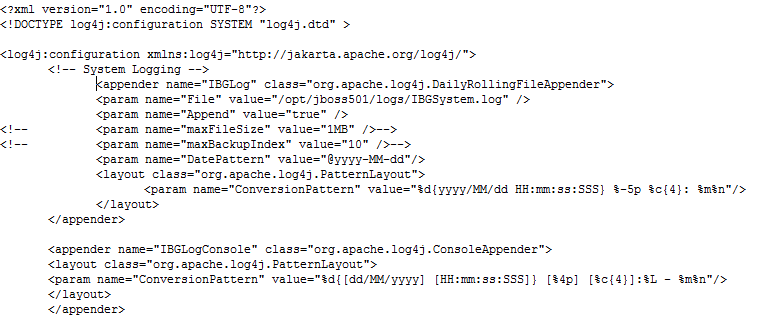 <?xml version="1.0" encoding="UTF-8"?>
<!DOCTYPE log4j:configuration SYSTEM "log4j.dtd" >

<log4j:configuration xmlns:log4j="http://jakarta.apache.org/log4j/">
      <!-- System Logging -->
            <appender name="IBGLog" class="org.apache.log4j.DailyRollingFileAppender">
            <param name="File" value="/opt/jboss501/logs/IBGSystem.log" />
            <param name="Append" value="true" />
<!--        <param name="maxFileSize" value="1MB" />-->
<!--        <param name="maxBackupIndex" value="10" />-->
            <param name="DatePattern" value="@yyyy-MM-dd"/>
            <layout class="org.apache.log4j.PatternLayout">
                  <param name="ConversionPattern" value="%d{yyyy/MM/dd HH:mm:ss:SSS} %-5p %c{4}: %m%n"/>
            </layout>
      </appender>

      <appender name="IBGLogConsole" class="org.apache.log4j.ConsoleAppender">
      <layout class="org.apache.log4j.PatternLayout">
      <param name="ConversionPattern" value="%d{[dd/MM/yyyy] [HH:mm:ss:SSS]} [%4p] [%c{4}]:%L - %m%n"/>
      </layout>
      </appender>